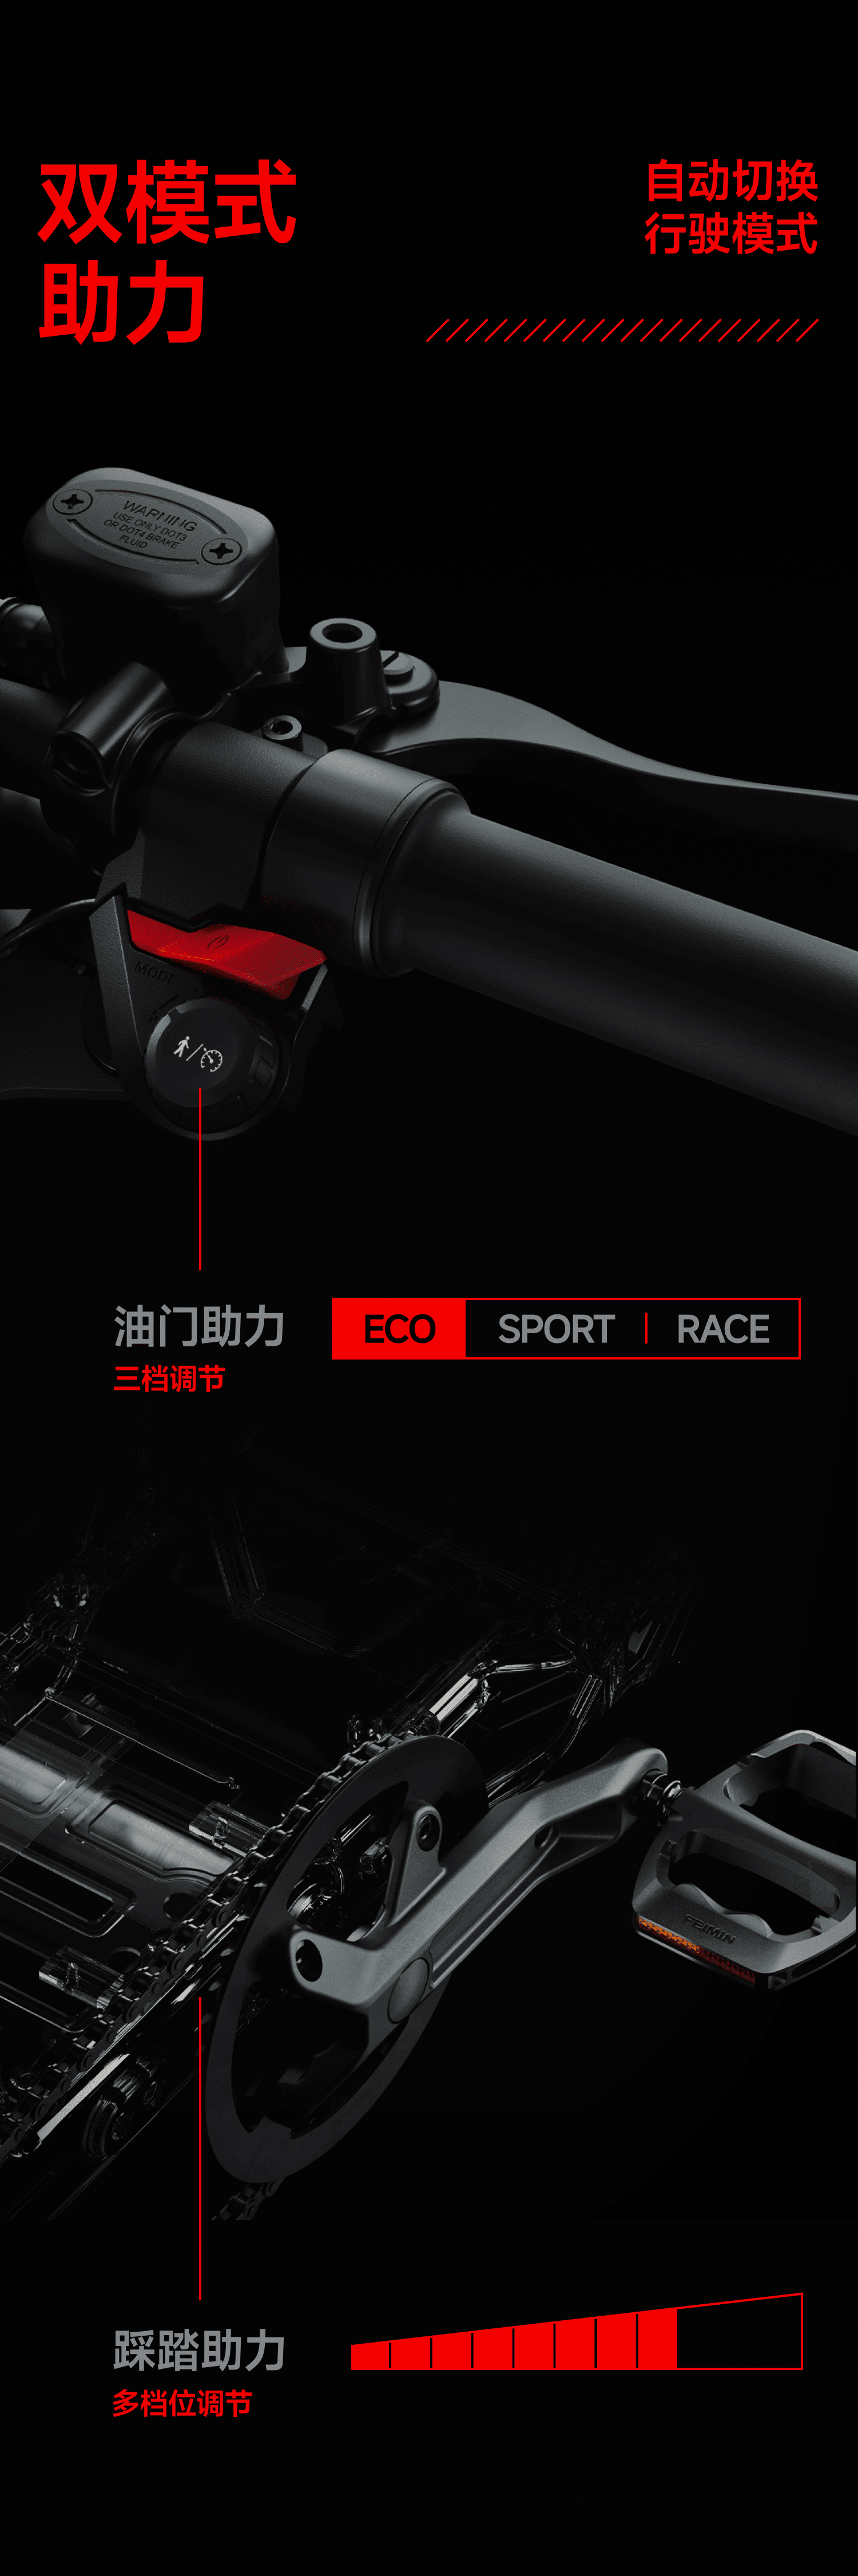 双模式
助力
自动切换
行驶模式
WARNING
USE ONLY DOT3
OR DOT4 BRAKE
FLUID
MODE
油门助力
三档调节
ECO
SPORT
RACE
FEIMIN
踩踏助力
多档位调节